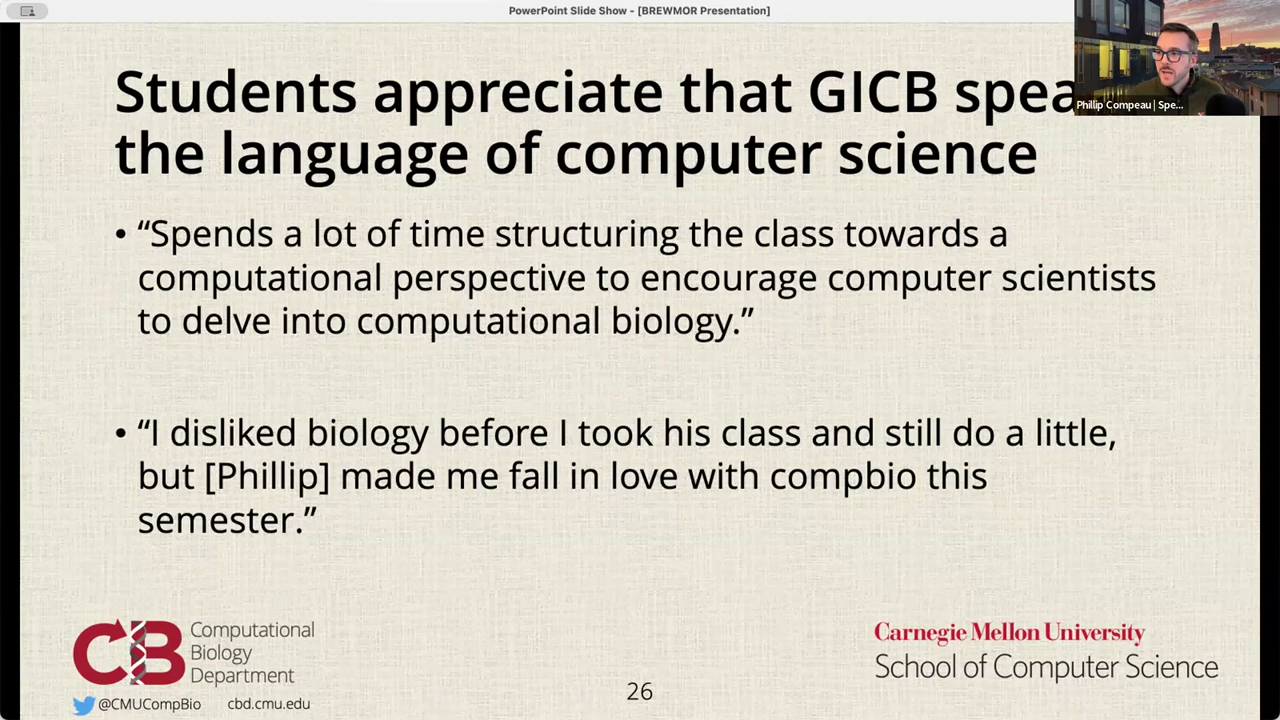 PowerPoint Slide Show - [BREWMOR Presentation]
Phillip Compeau | Spe...
Students appreciate that GICB spea
the language of computer science
• “Spends a lot of time structuring the class towards a
computational perspective to encourage computer scientists
to delve into computational biology.”
• “I disliked biology before I took his class and still do a little,
but [Phillip] made me fall in love with compbio this
semester.”
CB
Computational
Biology
Department
@CMUCompBio cbd.cmu.edu
26
Carnegie Mellon University
School of Computer Science